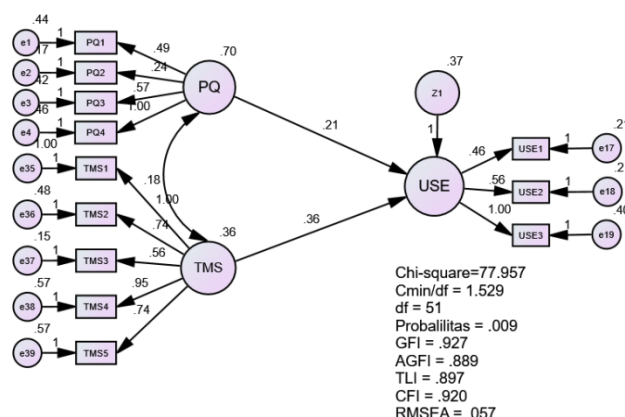 .44
e1 1 PQ1 .49
.17
e2 1 PQ2 .24
.42
e3 1 PQ3 .57
.46
e4 1 PQ4 1.00
.70
PQ
1.00
e35 1 TMS1 1.00
.48
e36 1 TMS2 .74
.15
e37 1 TMS3 .56
.57
e38 1 TMS4 .95
.57
e39 1 TMS5 .74
.18
.36
TMS
.21
.36
.37
Z1
1
USE
.46 USE1 1 e17
.56 USE2 1 e18
1.00 USE3 1 e19
Chi-square=77.957
Cmin/df = 1.529
df = 51
Probalilitas = .009
GFI = .927
AGFI = .889
TLI = .897
CFI = .920
RMSEA = .057